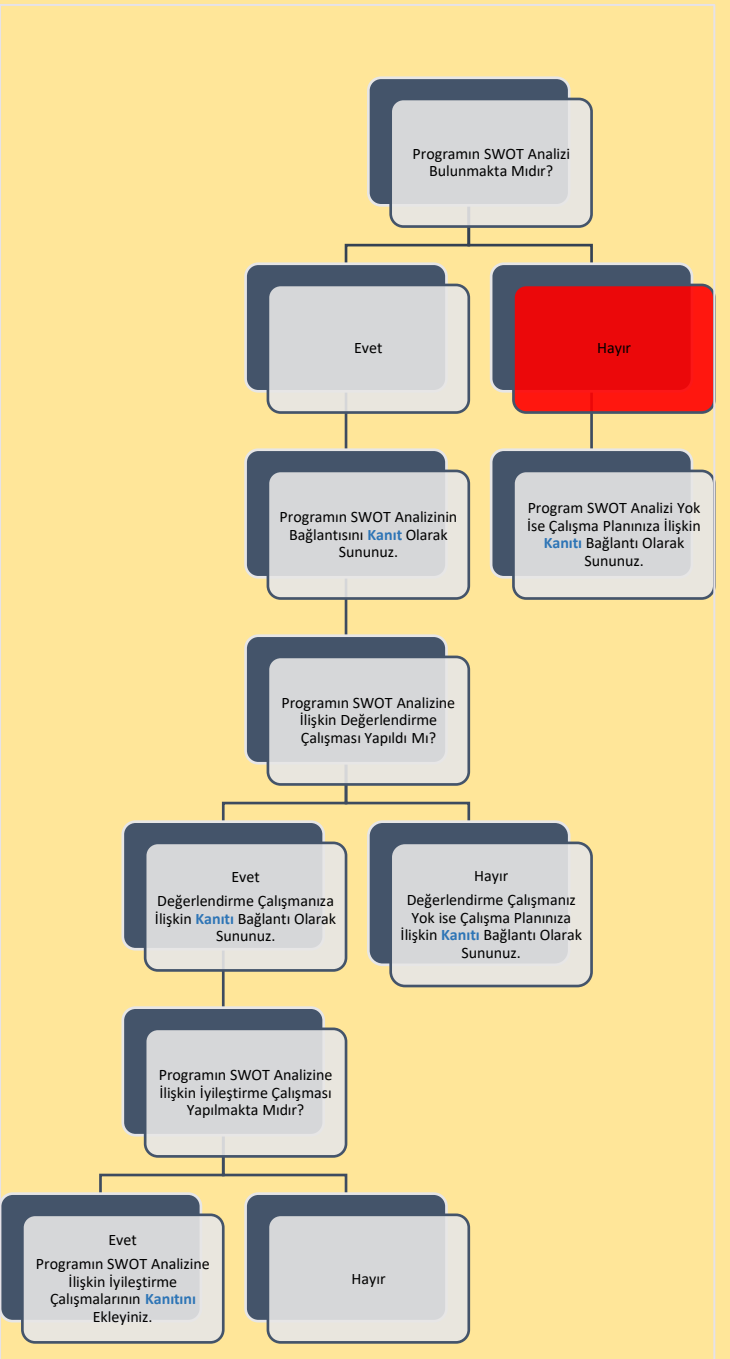 Programın SWOT Analizi
Bulunmakta Mıdır?
Evet
Hayır
Programın SWOT Analizinin
Bağlantısını Kanıt Olarak
Sununuz.
Program SWOT Analizi Yok
İse Çalışma Planınıza İlişkin
Kanıtı Bağlantı Olarak
Sununuz.
Programın SWOT Analizine
İlişkin Değerlendirme
Çalışması Yapıldı Mı?
Evet
Değerlendirme Çalışmanıza
İlişkin Kanıtı Bağlantı Olarak
Sununuz.
Hayır
Değerlendirme Çalışmanız
Yok ise Çalışma Planınıza
İlişkin Kanıtı Bağlantı Olarak
Sununuz.
Programın SWOT Analizine
İlişkin İyileştirme Çalışması
Yapılmakta Mıdır?
Evet
Programın SWOT Analizine
İlişkin İyileştirme
Çalışmalarının Kanıtını
Ekleyiniz.
Hayır